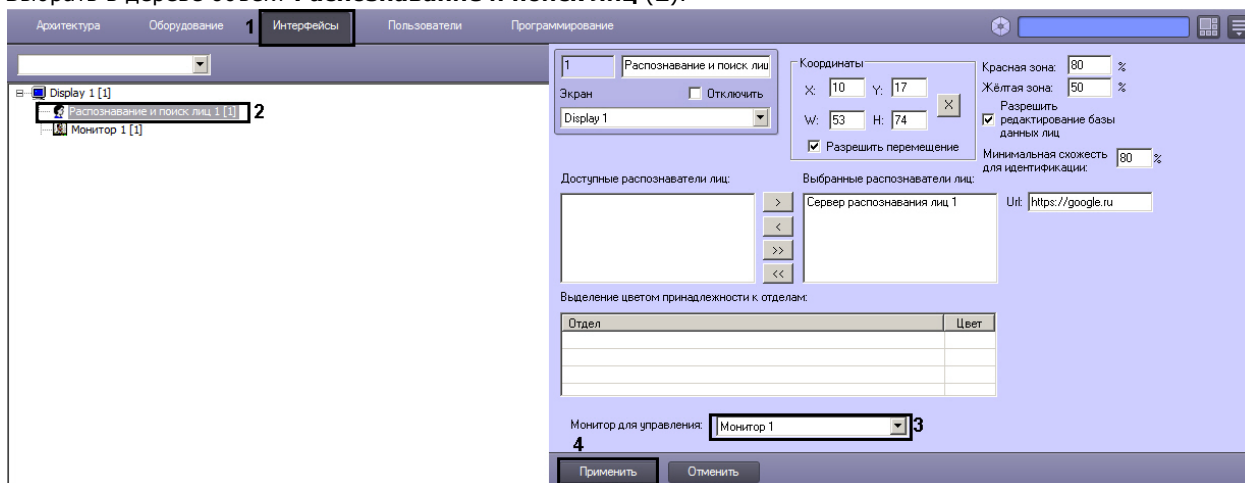 Архитектура Оборудование 1 Интерфейсы Пользователи Программирование
Display 1 [1]
Распознавание и поиск лиц 1 [1] 2
Монитор 1 [1]
1 Распознавание и поиск лиц
Экран Отключить
Display 1
Координаты
X: 10 Y: 17 X
W: 53 H: 74
Разрешить перемещение
Красная зона: 80 %
Жёлтая зона: 50 %
Разрешить
редактирование базы
данных лиц
Минимальная схожесть 80 %
для идентификации:
Доступные распознаватели лиц: Выбранные распознаватели лиц:
Сервер распознавания лиц 1
>
<
>>
<<
Url: https://google.ru
Выделение цветом принадлежности к отделам:
Отдел Цвет
Монитор для управления: Монитор 1 3
4
Применить Отменить